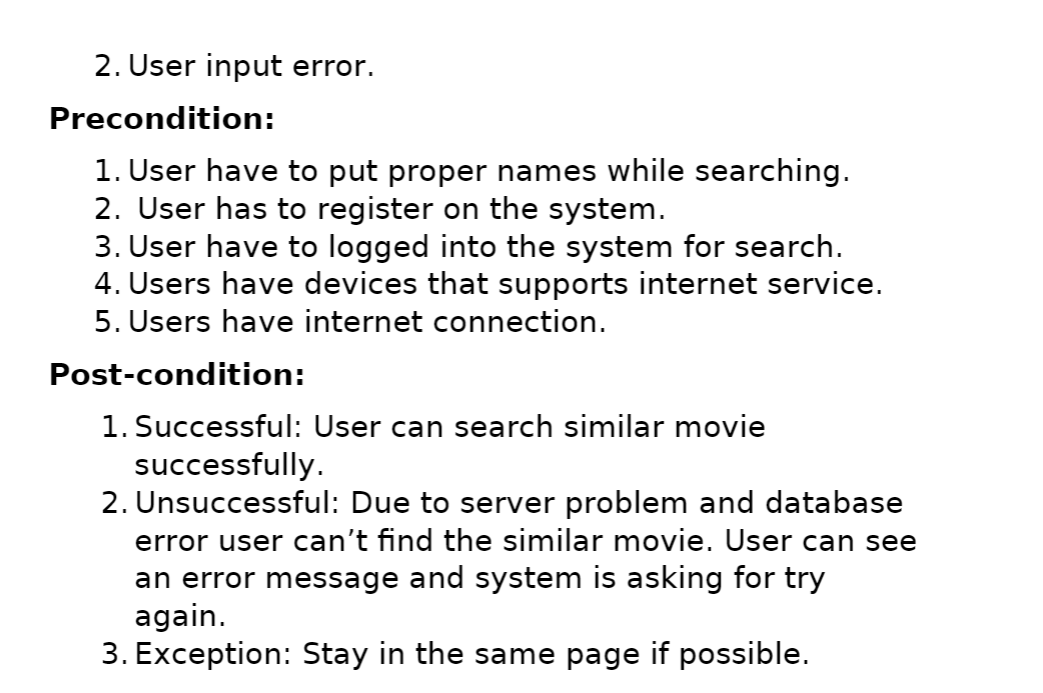 2. User input error.
Precondition:
1. User have to put proper names while searching.
2. User has to register on the system.
3. User have to logged into the system for search.
4. Users have devices that supports internet service.
5. Users have internet connection.
Post-condition:
1. Successful: User can search similar movie
successfully.
2. Unsuccessful: Due to server problem and database
error user can’t find the similar movie. User can see
an error message and system is asking for try
again.
3. Exception: Stay in the same page if possible.